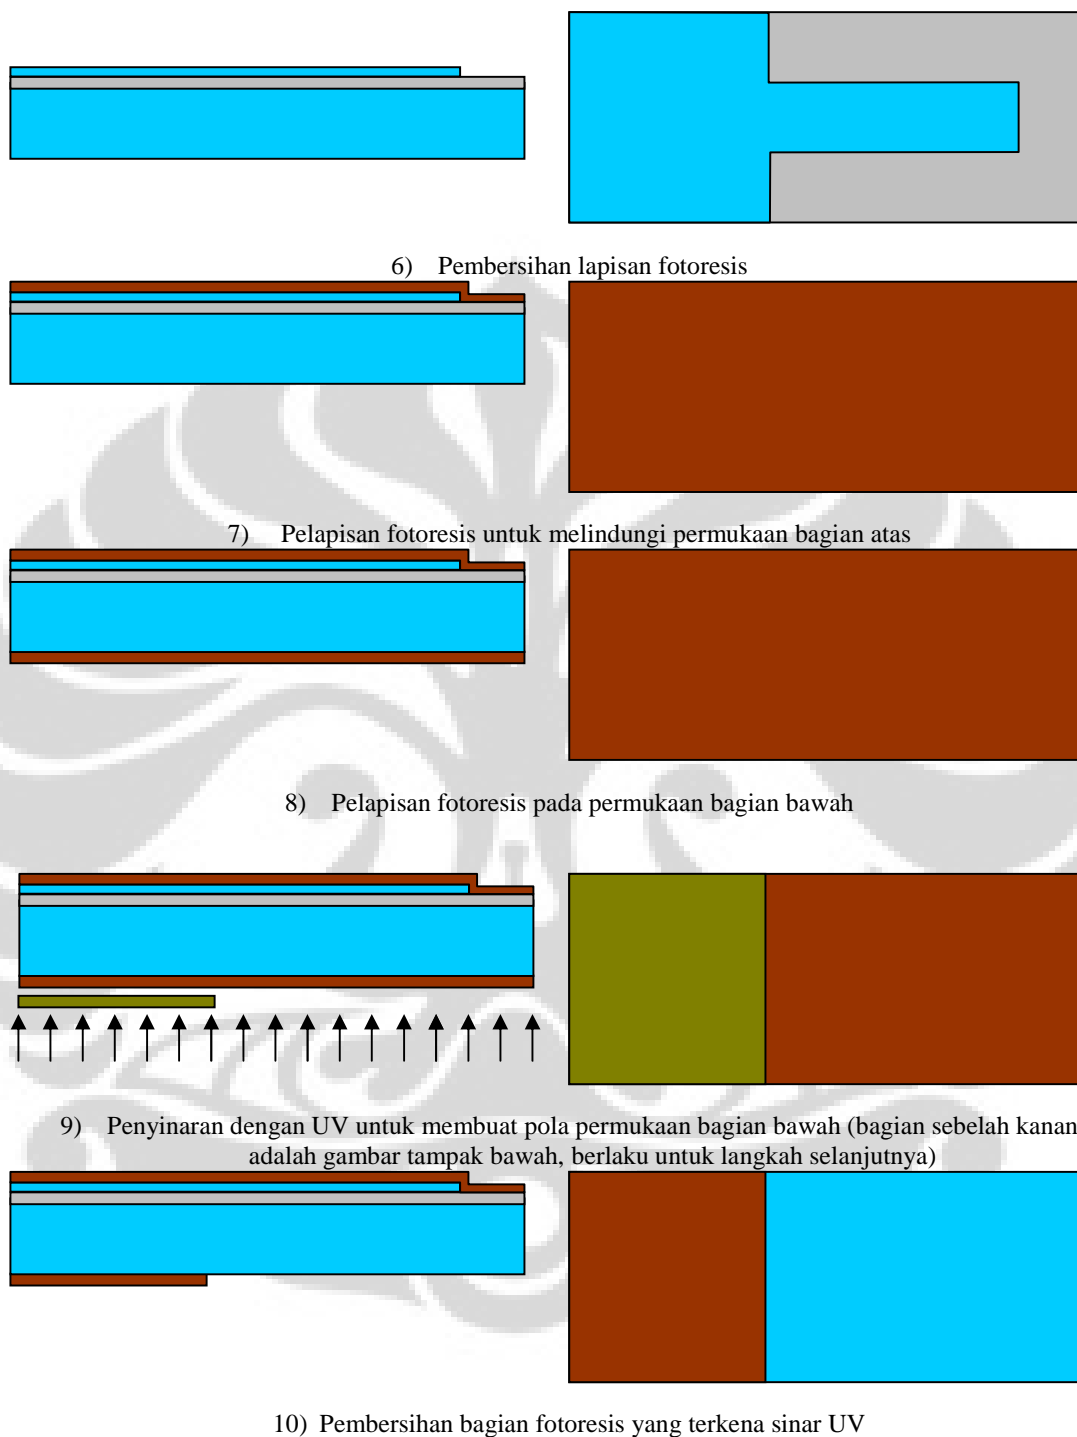 6) Pembersihan lapisan fotoresis
7) Pelapisan fotoresis untuk melindungi permukaan bagian atas
8) Pelapisan fotoresis pada permukaan bagian bawah
9) Penyinaran dengan UV untuk membuat pola permukaan bagian bawah (bagian sebelah kanan
adalah gambar tampak bawah, berlaku untuk langkah selanjutnya)
10) Pembersihan bagian fotoresis yang terkena sinar UV